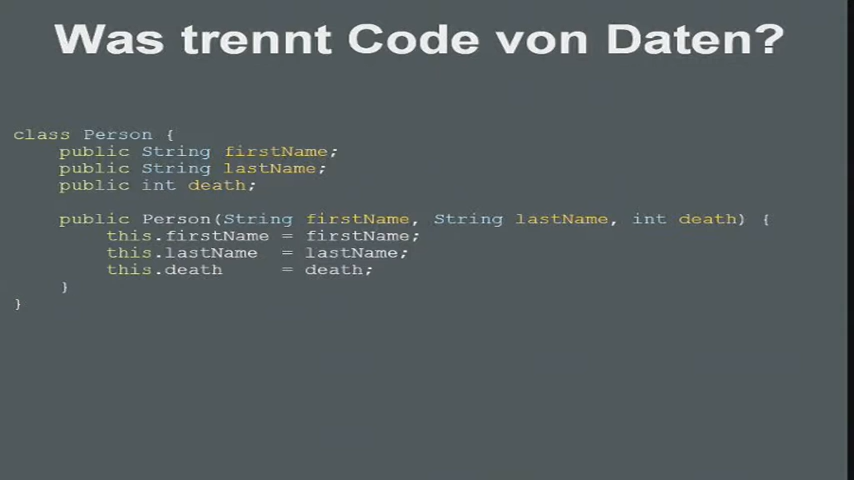 Was trennt Code von Daten?
class Person {
    public String firstName;
    public String lastName;
    public int death;
    public Person(String firstName, String lastName, int death) {
        this.firstName = firstName;
        this.lastName  = lastName;
        this.death     = death;
    }
}